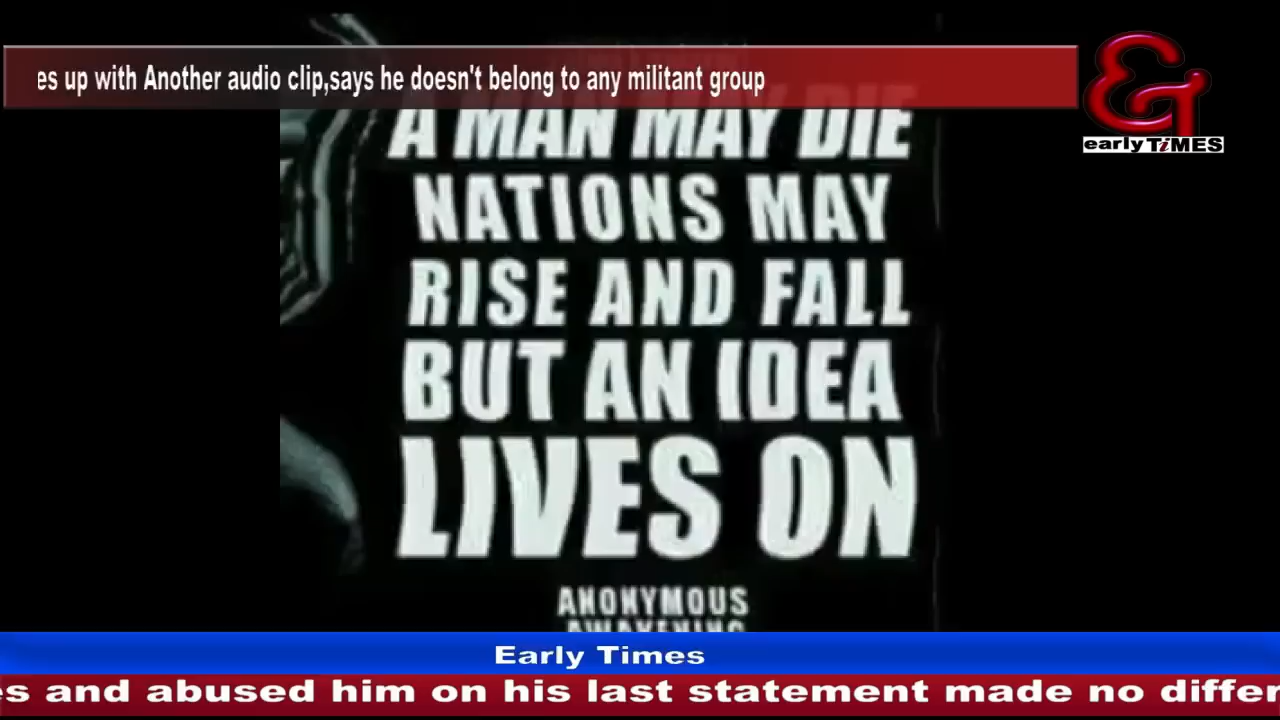 es up with Another audio clip,says he doesn't belong to any militant group
earlyTiMES
A MAN MAY DIE
NATIONS MAY
RISE AND FALL
BUT AN IDEA
LIVES ON
ANONYMOUS
AWAKENING
Early Times
es and abused him on his last statement made no differ